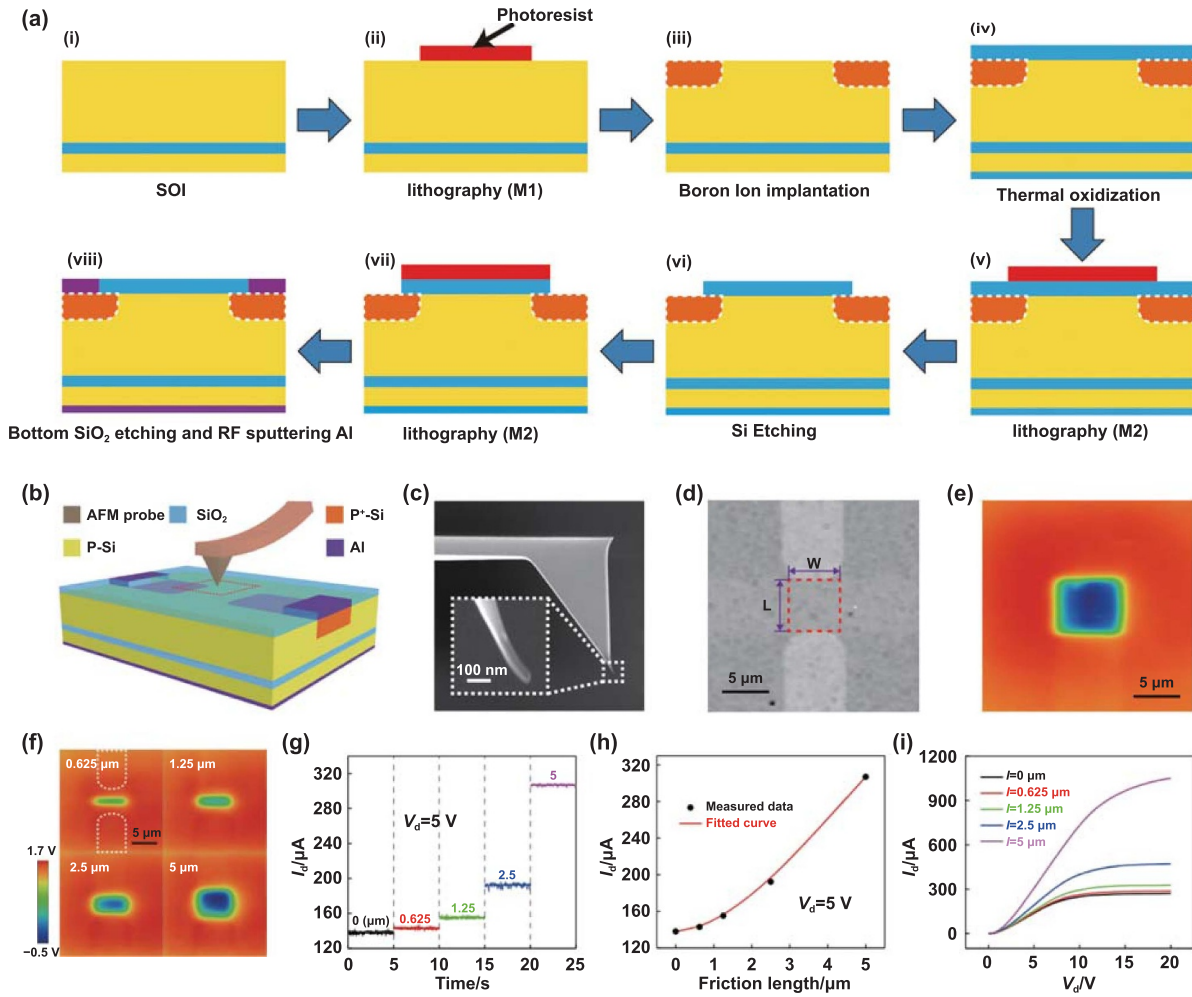 (a)
Photoresist
(i)
(ii)
(iii)
(iv)
SOI
lithography (M1)
Boron Ion implantation
Thermal oxidization
(viii)
(vii)
(vi)
(v)
Bottom SiO₂ etching and RF sputtering Al
lithography (M2)
Si Etching
lithography (M2)
(b)
AFM probe
SiO₂
P⁺-Si
P-Si
Al
(c)
100 nm
(d)
W
L
5 μm
(e)
5 μm
(f)
0.625 μm
1.25 μm
5 μm
1.7 V
2.5 μm
5 μm
−0.5 V
(g)
320
280
240
200
160
120
I_d/μA
V_d=5 V
0 (μm)
0.625
1.25
2.5
5
0 5 10 15 20 25
Time/s
(h)
320
280
240
200
160
120
I_d/μA
Measured data
Fitted curve
V_d=5 V
0 1 2 3 4 5
Friction length/μm
(i)
1200
900
600
300
0
I_d/μA
l=0 μm
l=0.625 μm
l=1.25 μm
l=2.5 μm
l=5 μm
0 5 10 15 20
V_d/V